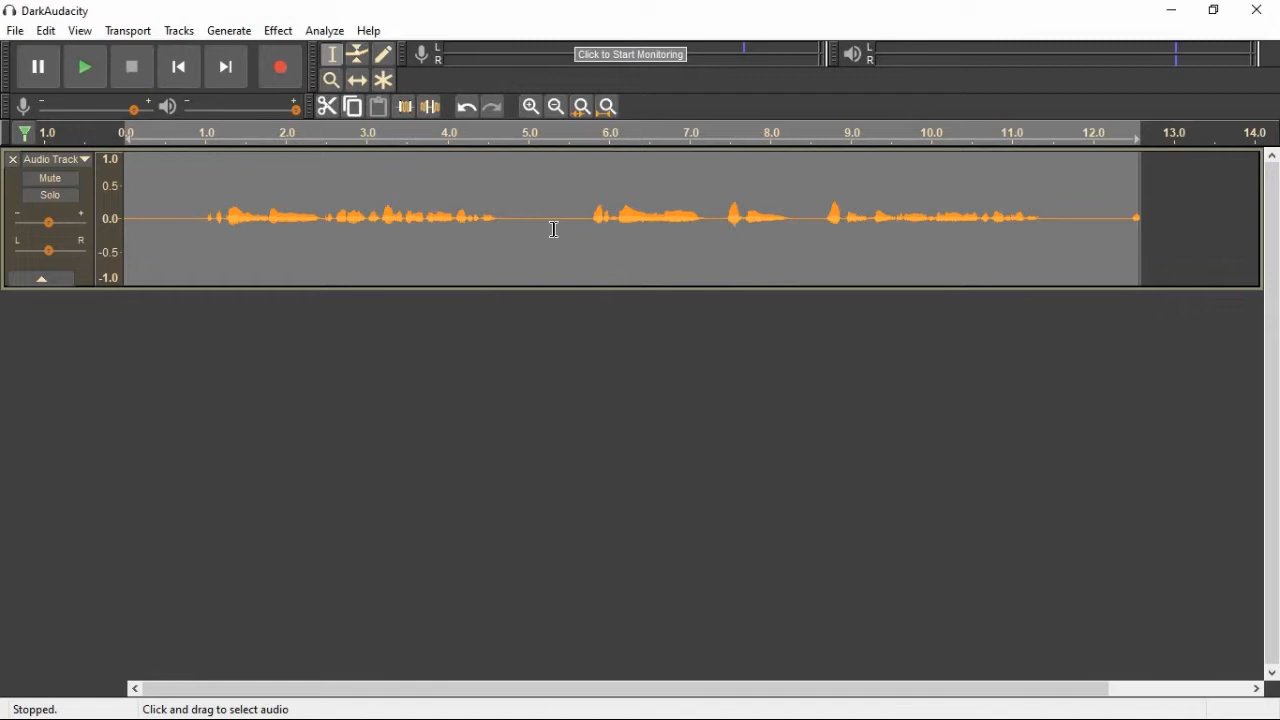 DarkAudacity
File Edit View Transport Tracks Generate Effect Analyze Help
L
R
Click to Start Monitoring
L
R
- + - +
1.0 0.0 1.0 2.0 3.0 4.0 5.0 6.0 7.0 8.0 9.0 10.0 11.0 12.0 13.0 14.0
Audio Track 1.0
Mute
0.5
Solo
- +
0.0
L R
-0.5
-1.0
Stopped. Click and drag to select audio